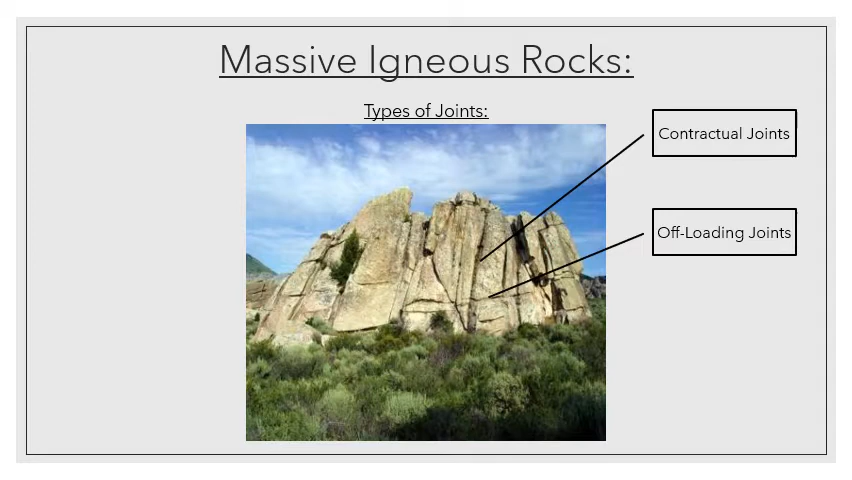 Massive Igneous Rocks:
Types of Joints:
Contractual Joints
Off-Loading Joints